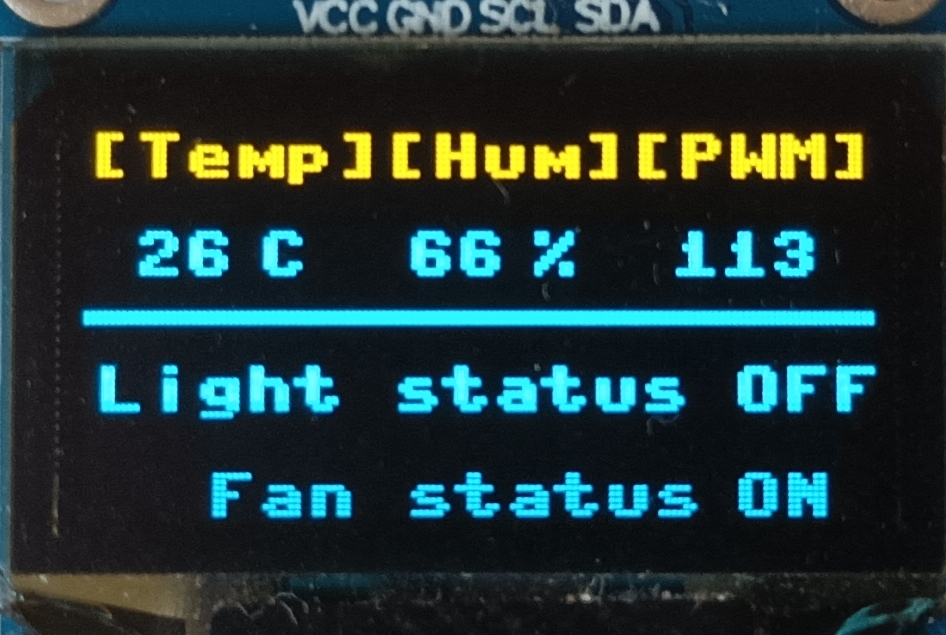 VCC GND SCL SDA
[Temp][Hum][PWM]
26 C 66 % 113
Light status OFF
Fan status ON